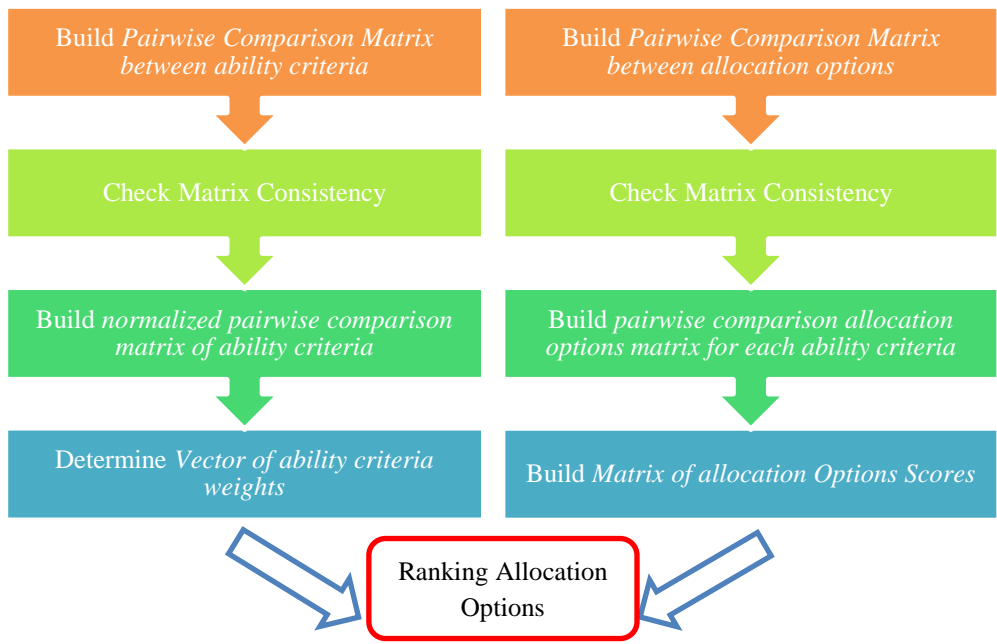 Build Pairwise Comparison Matrix
between ability criteria
Check Matrix Consistency
Build normalized pairwise comparison
matrix of ability criteria
Determine Vector of ability criteria
weights
Build Pairwise Comparison Matrix
between allocation options
Check Matrix Consistency
Build pairwise comparison allocation
options matrix for each ability criteria
Build Matrix of allocation Options Scores
Ranking Allocation
Options